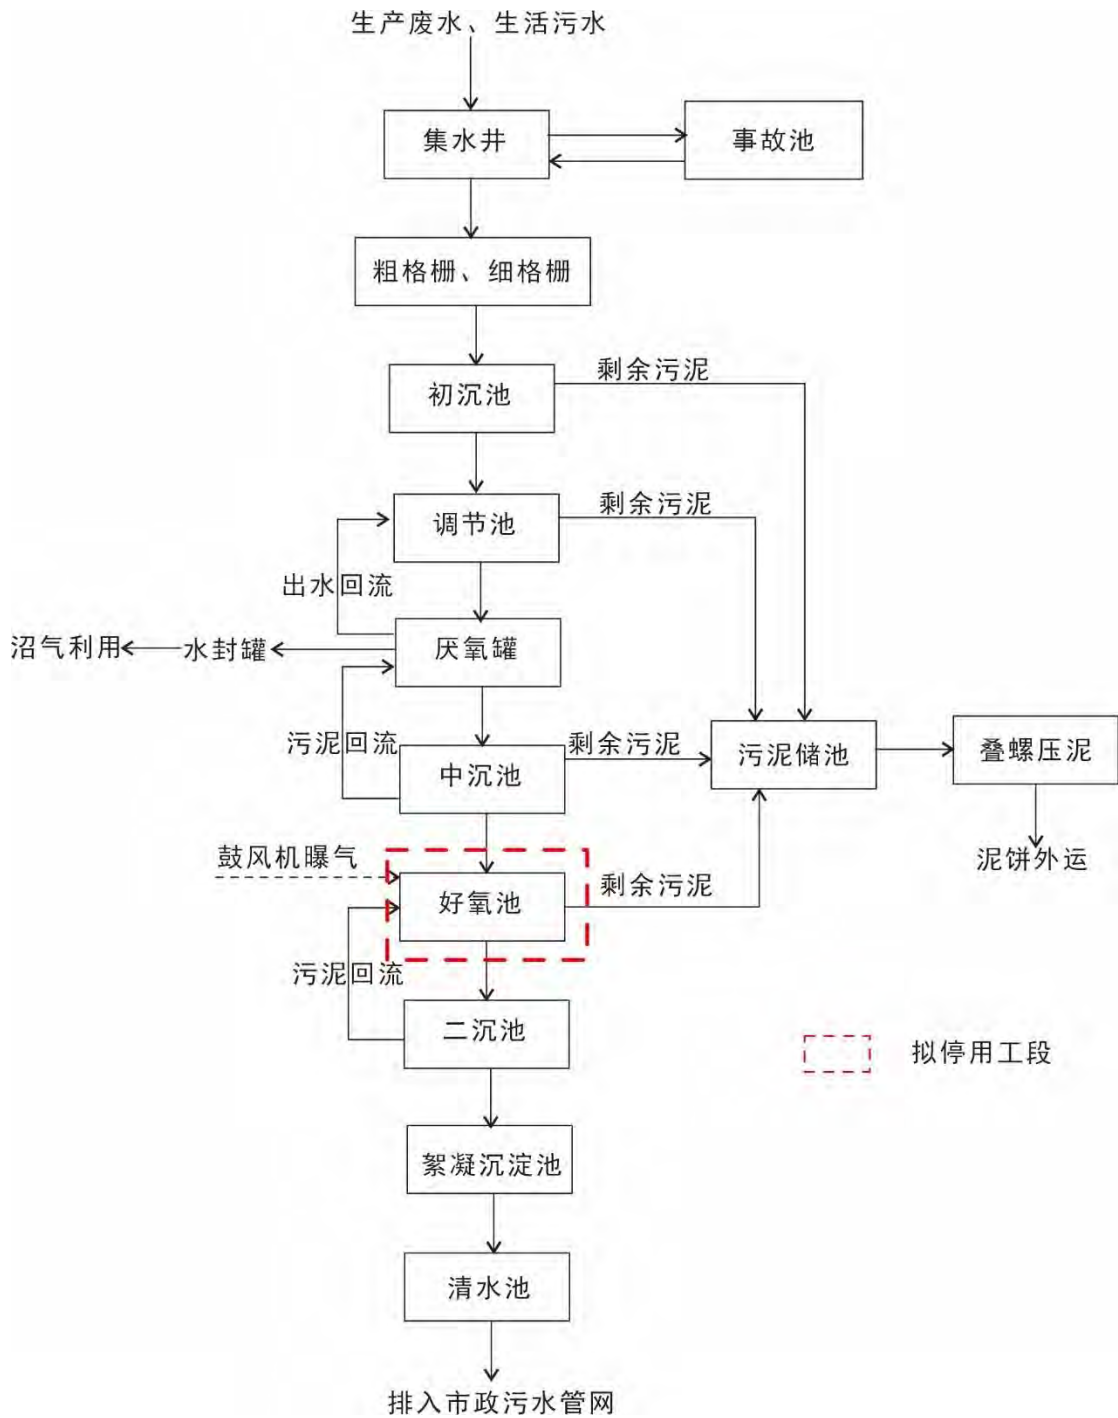 生产废水、生活污水
集水井
事故池
粗格栅、细格栅
初沉池
剩余污泥
调节池
剩余污泥
出水回流
沼气利用
水封罐
厌氧罐
污泥回流
中沉池
剩余污泥
污泥储池
叠螺压泥
泥饼外运
鼓风机曝气
好氧池
剩余污泥
污泥回流
二沉池
拟停用工段
絮凝沉淀池
清水池
排入市政污水管网